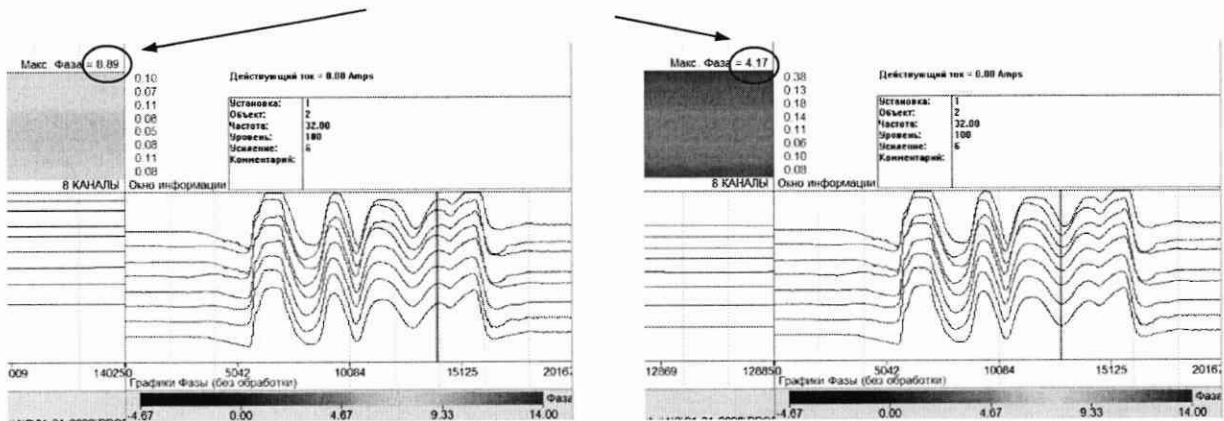 Макс. Фаза = 8.89
0.10
0.07
0.11
0.08
0.05
0.08
0.11
0.08
Действующий ток = 0.00 Amps
Установка: 1
Объект: 2
Частота: 32.00
Уровень: 100
Усиление: 6
Комментарий:
8 КАНАЛЫ Окно информации
009 140250 5042 10084 15125 20167
Графики Фазы (без обработки)
Фаза
-4.67 0.00 4.67 9.33 14.00
Макс. Фаза = 4.17
0.38
0.13
0.18
0.14
0.11
0.06
0.10
0.08
Действующий ток = 0.00 Amps
Установка: 1
Объект: 2
Частота: 32.00
Уровень: 100
Усиление: 6
Комментарий:
8 КАНАЛЫ Окно информации
12869 128850 5042 10084 15125 20167
Графики Фазы (без обработки)
Фаза
-4.67 0.00 4.67 9.33 14.00